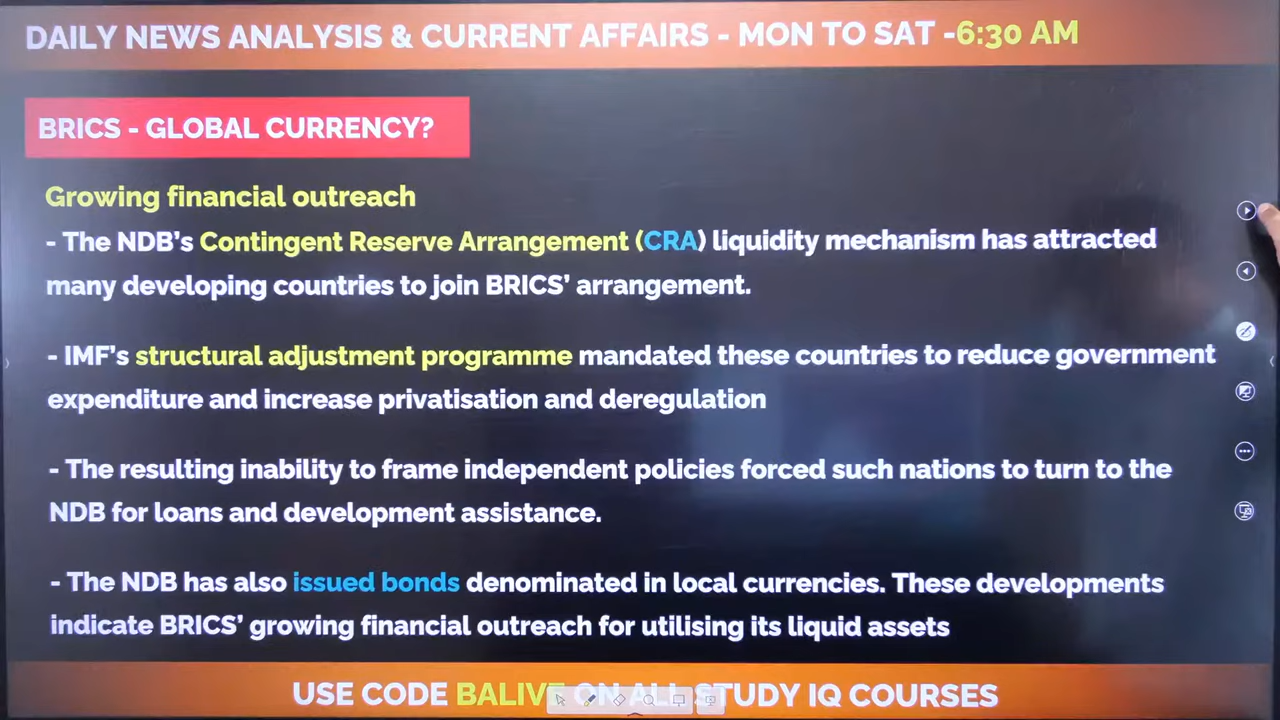 DAILY NEWS ANALYSIS & CURRENT AFFAIRS - MON TO SAT -6:30 AM
BRICS - GLOBAL CURRENCY?
Growing financial outreach
- The NDB's Contingent Reserve Arrangement (CRA) liquidity mechanism has attracted
many developing countries to join BRICS' arrangement.
- IMF's structural adjustment programme mandated these countries to reduce government
expenditure and increase privatisation and deregulation
- The resulting inability to frame independent policies forced such nations to turn to the
NDB for loans and development assistance.
- The NDB has also issued bonds denominated in local currencies. These developments
indicate BRICS' growing financial outreach for utilising its liquid assets
USE CODE BALIVE ON ALL STUDY IQ COURSES